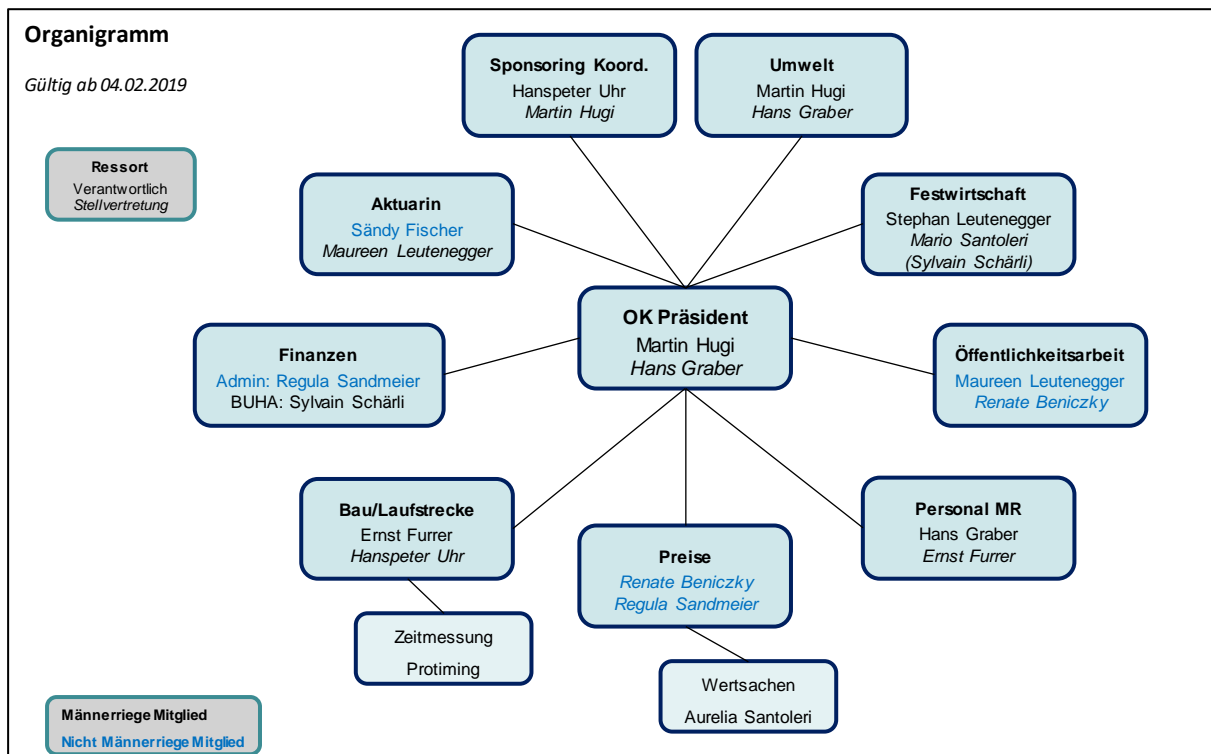 Organigramm
Gültig ab 04.02.2019
Sponsoring Koord.
Hanspeter Uhr
Martin Hugi
Umwelt
Martin Hugi
Hans Graber
Ressort
Verantwortlich
Stellvertretung
Aktuarin
Sändy Fischer
Maureen Leutenegger
Festwirtschaft
Stephan Leutenegger
Mario Santoleri
(Sylvain Schärli)
OK Präsident
Martin Hugi
Hans Graber
Finanzen
Admin: Regula Sandmeier
BUHA: Sylvain Schärli
Öffentlichkeitsarbeit
Maureen Leutenegger
Renate Beniczky
Bau/Laufstrecke
Ernst Furrer
Hanspeter Uhr
Preise
Renate Beniczky
Regula Sandmeier
Personal MR
Hans Graber
Ernst Furrer
Zeitmessung
Protiming
Wertsachen
Aurelia Santoleri
Männerriege Mitglied
Nicht Männerriege Mitglied